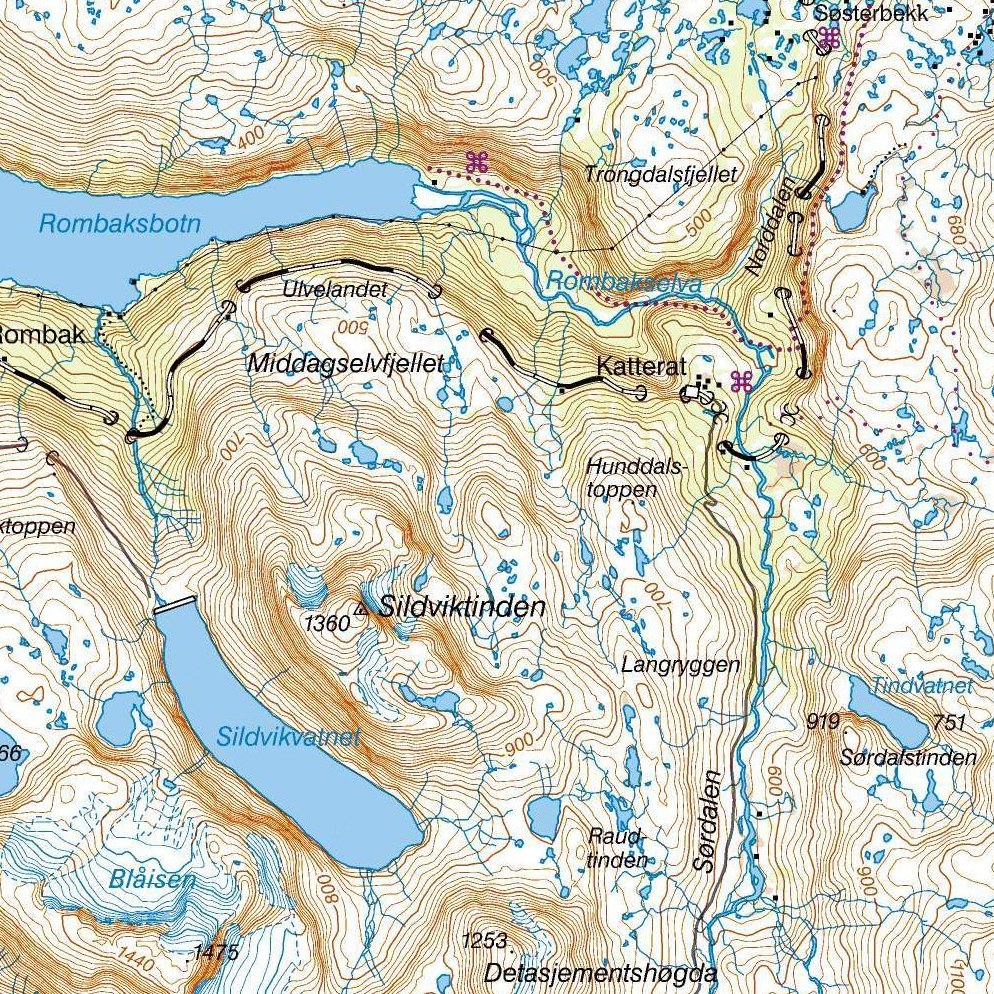 Søsterbekk
500
400
Trongdalsfjellet
Rombaksbotn
Norddalen
500
680
Rombakselva
Ulvelandet
500
Rombak
Middagselvfjellet
Katterat
700
600
Hunddals-
toppen
toppen
700
1360
Sildviktinden
Langryggen
Tindvatnet
919
751
Sildvikvatnet
900
Sørdalstinden
66
600
Sørdalen
Raud-
tinden
Blåisen
800
900
1253
1475
1440
Detasjementshøgda